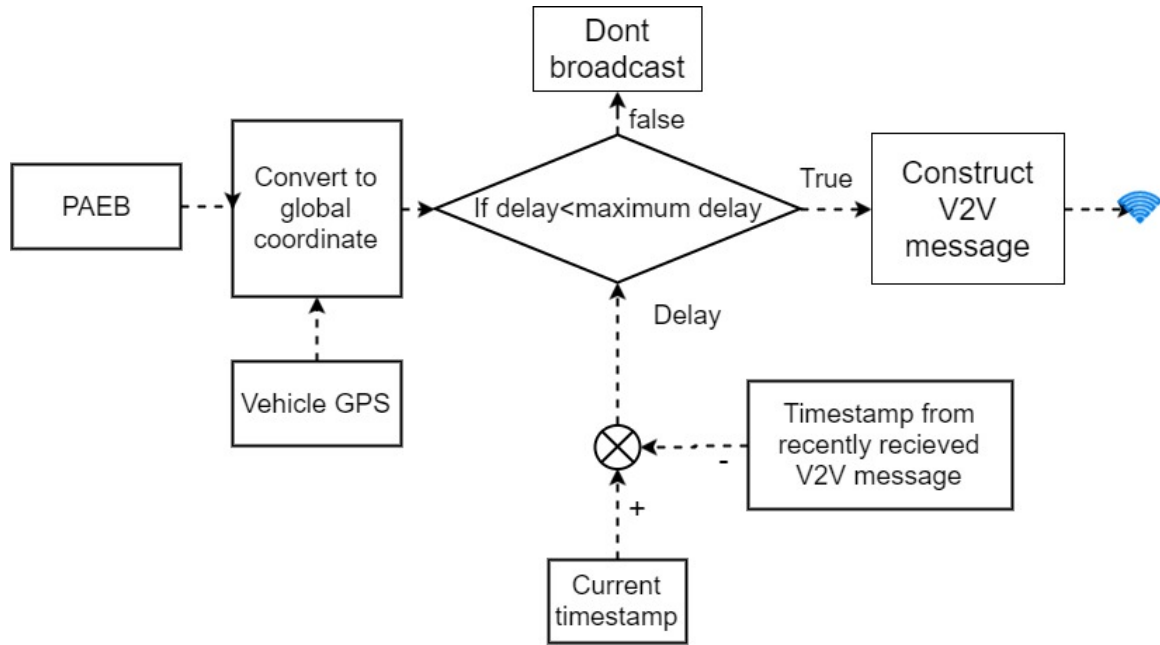 Dont
broadcast
false
PAEB
Convert to
global
coordinate
If delay<maximum delay
True
Construct
V2V
message
Vehicle GPS
Delay
Timestamp from
recently recieved
V2V message
-
+
Current
timestamp